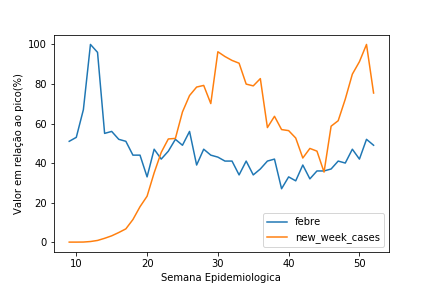 100
80
60
40
20
0
Valor em relação ao pico(%)
febre
new_week_cases
10 20 30 40 50
Semana Epidemiologica